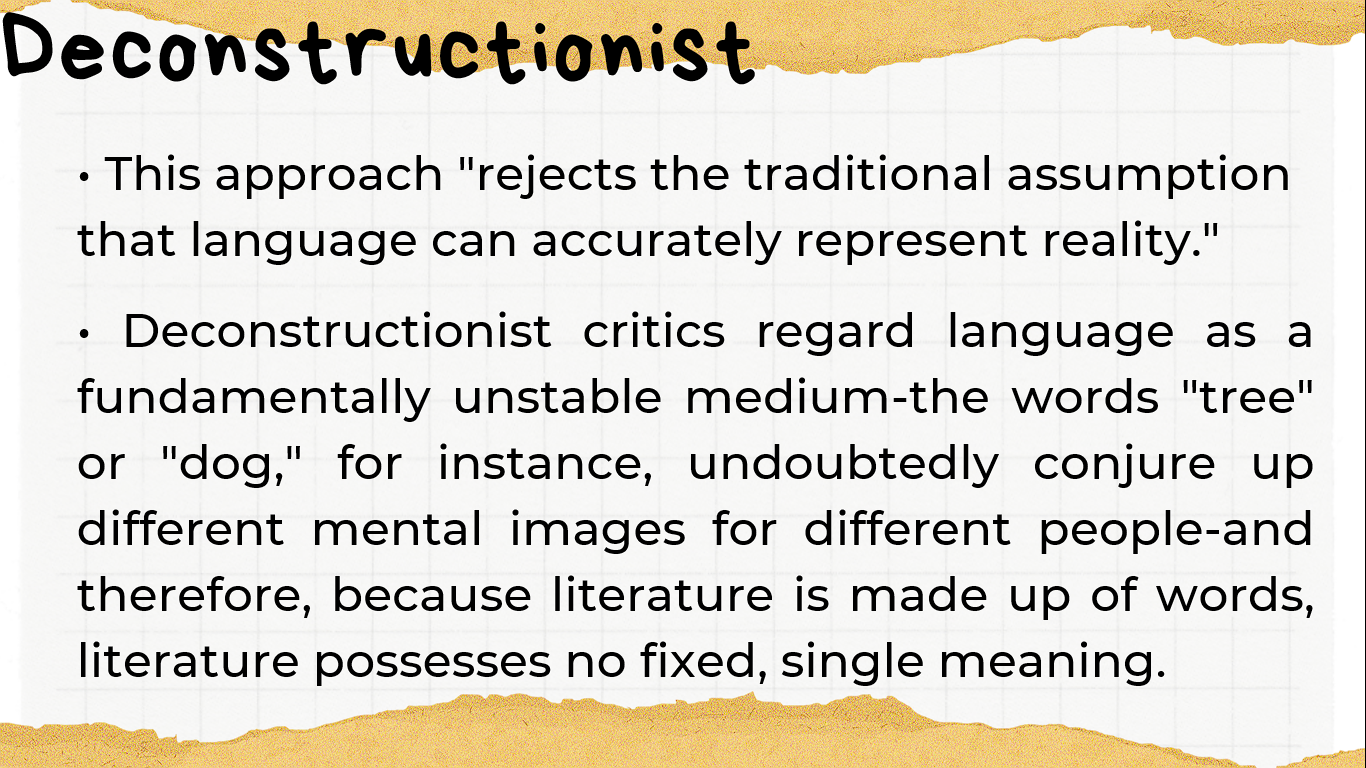 Deconstructionist
• This approach "rejects the traditional assumption
that language can accurately represent reality."
• Deconstructionist critics regard language as a
fundamentally unstable medium-the words "tree"
or "dog," for instance, undoubtedly conjure up
different mental images for different people-and
therefore, because literature is made up of words,
literature possesses no fixed, single meaning.